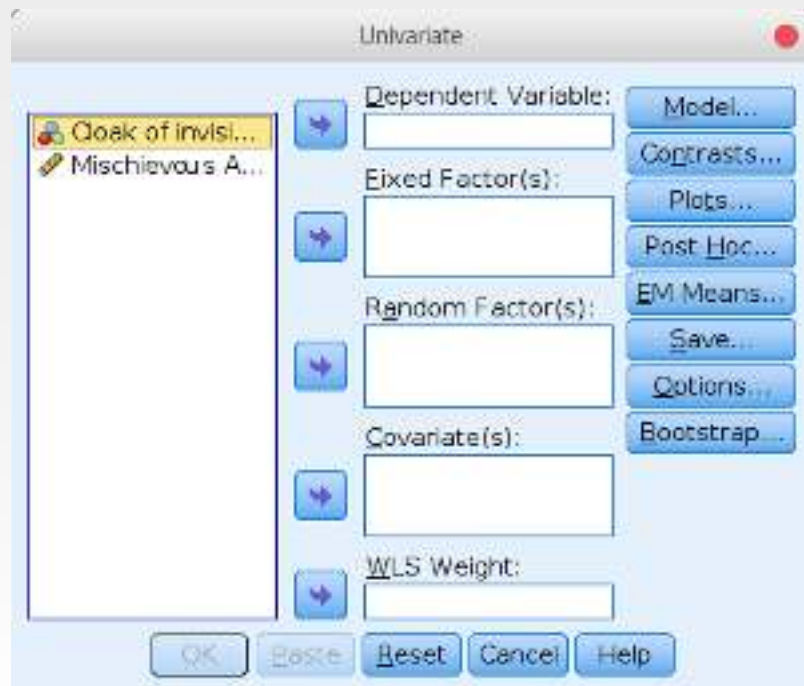 Univariate
Cloak of invisi...
Mischievous A...
Dependent Variable:
Fixed Factor(s):
Random Factor(s):
Covariate(s):
WLS Weight:
Model...
Contrasts...
Plots...
Post Hoc...
EM Means...
Save...
Options...
Bootstrap...
OK
Paste
Reset
Cancel
Help